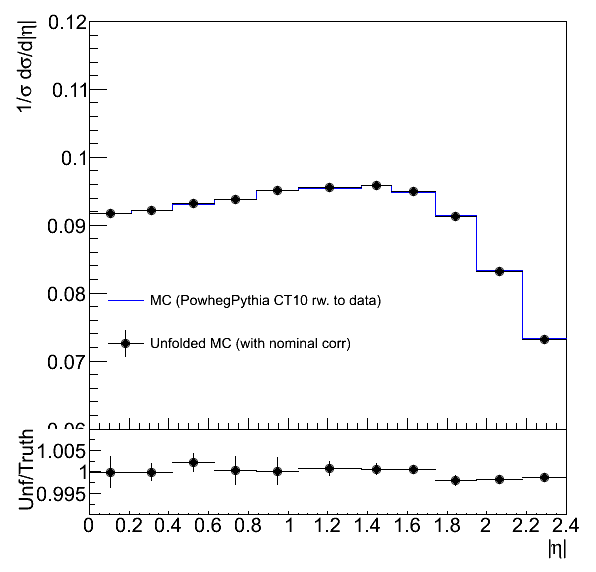 1/σ dσ/d|η|
0.12
0.11
0.1
0.09
0.08
0.07
0.06
MC (PowhegPythia CT10 rw. to data)
Unfolded MC (with nominal corr)
Unf/Truth
1.005
1
0.995
0 0.2 0.4 0.6 0.8 1 1.2 1.4 1.6 1.8 2 2.2 2.4
|η|